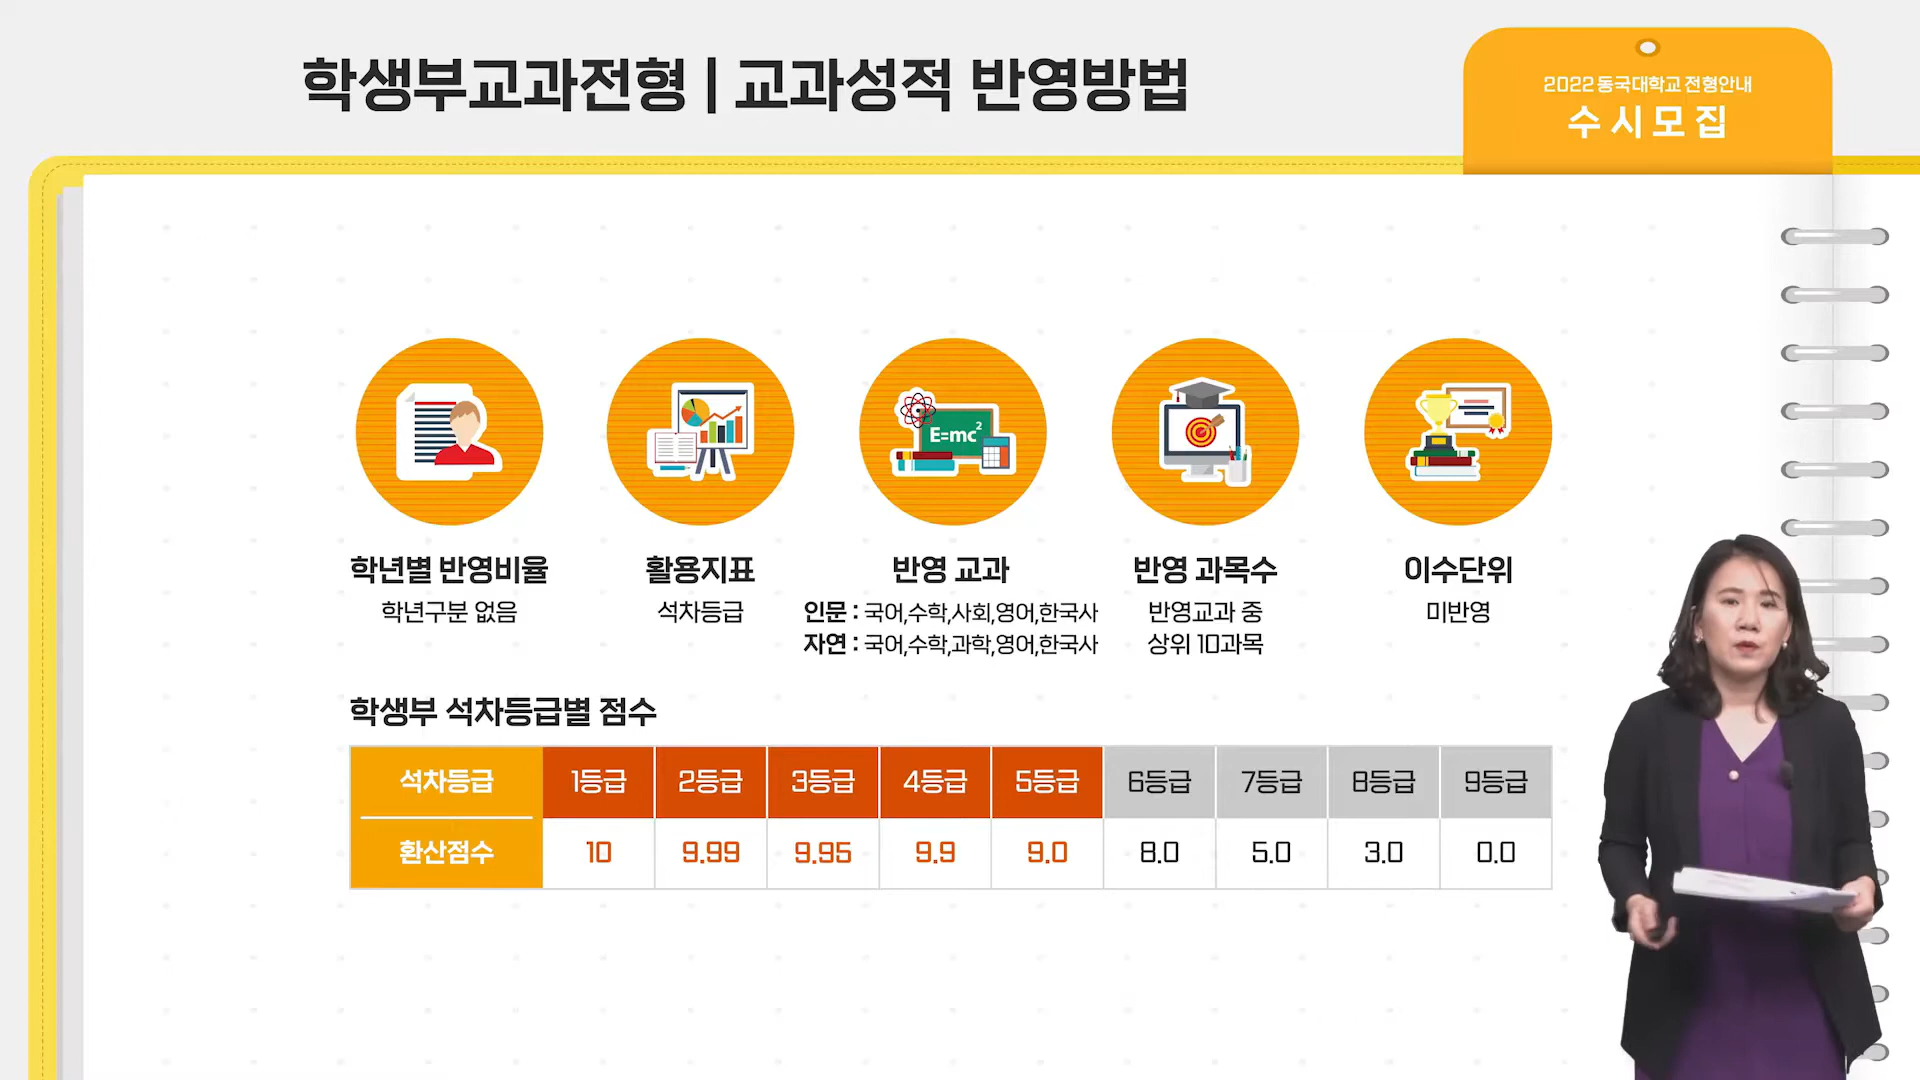 학생부교과전형 | 교과성적 반영방법
2022 동국대학교 전형안내
수시모집
E=mc²
학년별 반영비율
학년구분 없음
활용지표
석차등급
반영 교과
인문 : 국어,수학,사회,영어,한국사
자연 : 국어,수학,과학,영어,한국사
반영 과목수
반영교과 중
상위 10과목
이수단위
미반영
학생부 석차등급별 점수
석차등급 1등급 2등급 3등급 4등급 5등급 6등급 7등급 8등급 9등급
환산점수 10 9.99 9.95 9.9 9.0 8.0 5.0 3.0 0.0